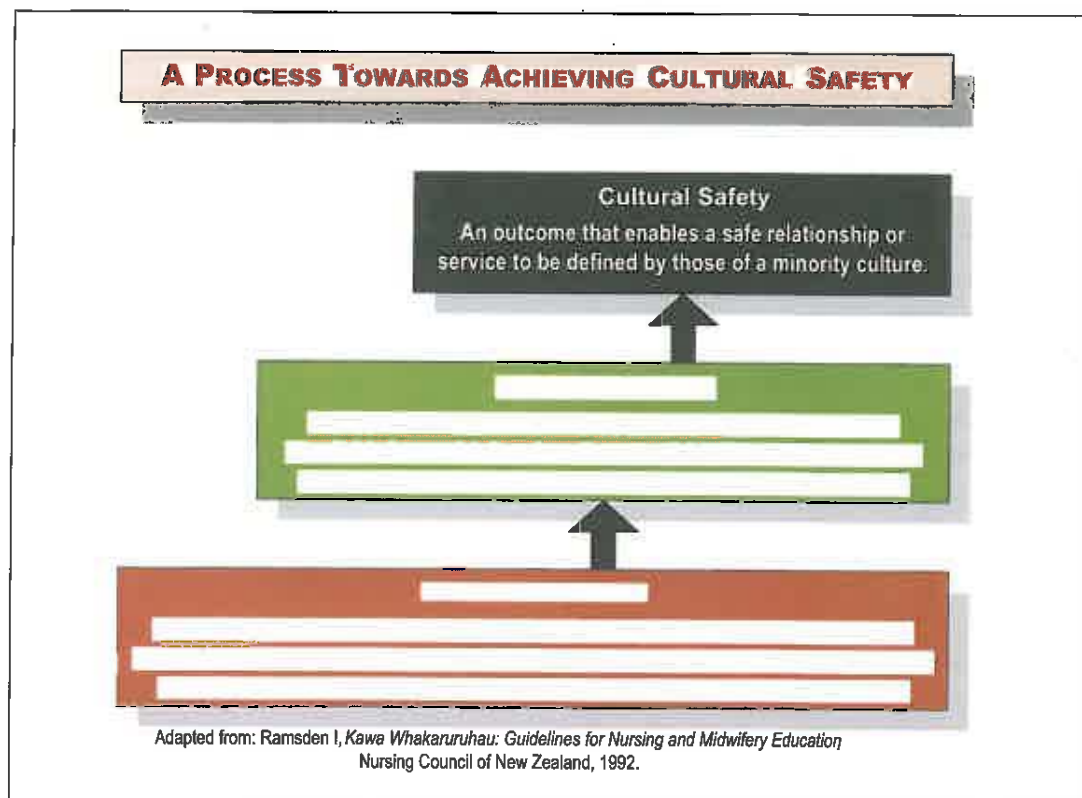 A PROCESS TOWARDS ACHIEVING CULTURAL SAFETY
Cultural Safety
An outcome that enables a safe relationship or
service to be defined by those of a minority culture.
Adapted from: Ramsden I, Kawa Whakaruruhau: Guidelines for Nursing and Midwifery Education
Nursing Council of New Zealand, 1992.